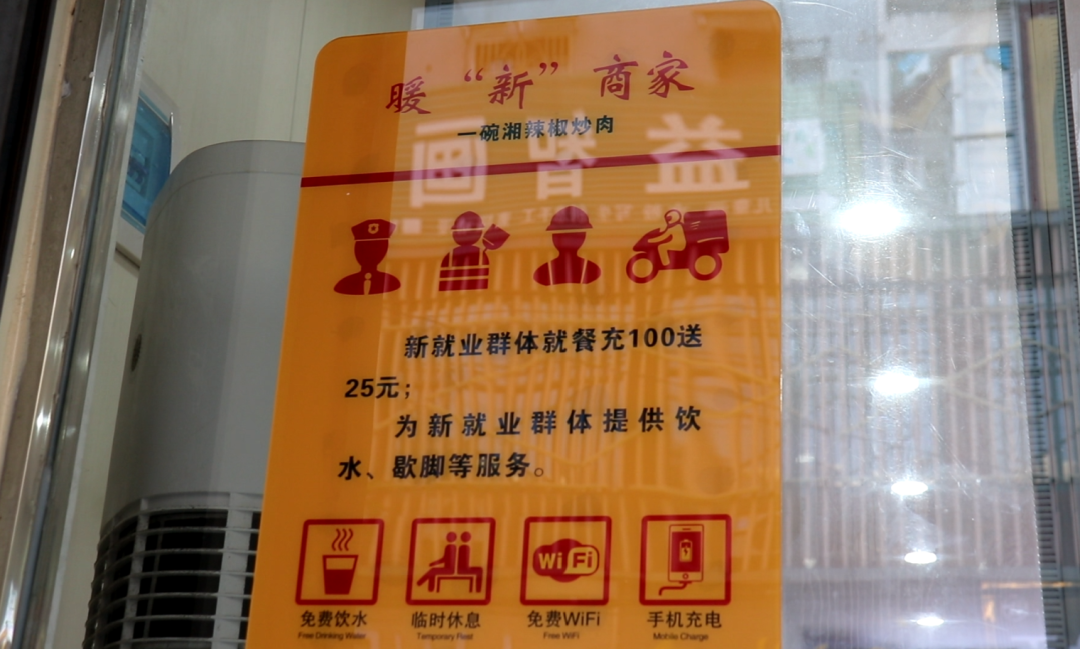 暖“新”商家
一碗湘辣椒炒肉
益智画
新就业群体就餐充100送
25元；
为新就业群体提供饮
水、歇脚等服务。
免费饮水 临时休息 免费WiFi 手机充电
Free Drinking Water Temporary Rest Free WiFi Mobile Charge
WiFi